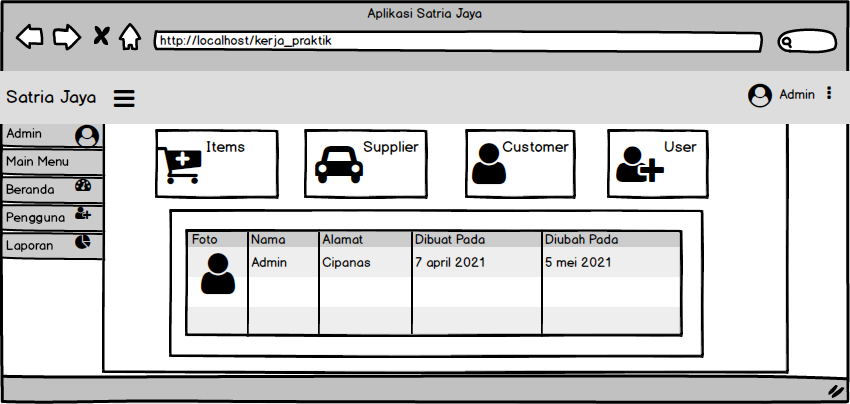 Aplikasi Satria Jaya
http://localhost/kerja_praktik
Satria Jaya
Admin
Admin
Main Menu
Beranda
Pengguna
Laporan
Items
Supplier
Customer
User
Foto Nama Alamat Dibuat Pada Diubah Pada
Admin Cipanas 7 april 2021 5 mei 2021